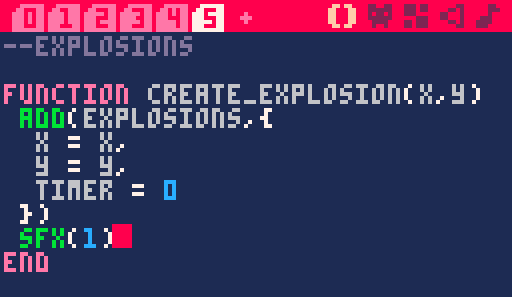 0 1 2 3 4 5 + ()
--EXPLOSIONS
FUNCTION CREATE_EXPLOSION(X,Y)
ADD(EXPLOSIONS,{
X = X,
Y = Y,
TIMER = 0
})
SFX(1)
END